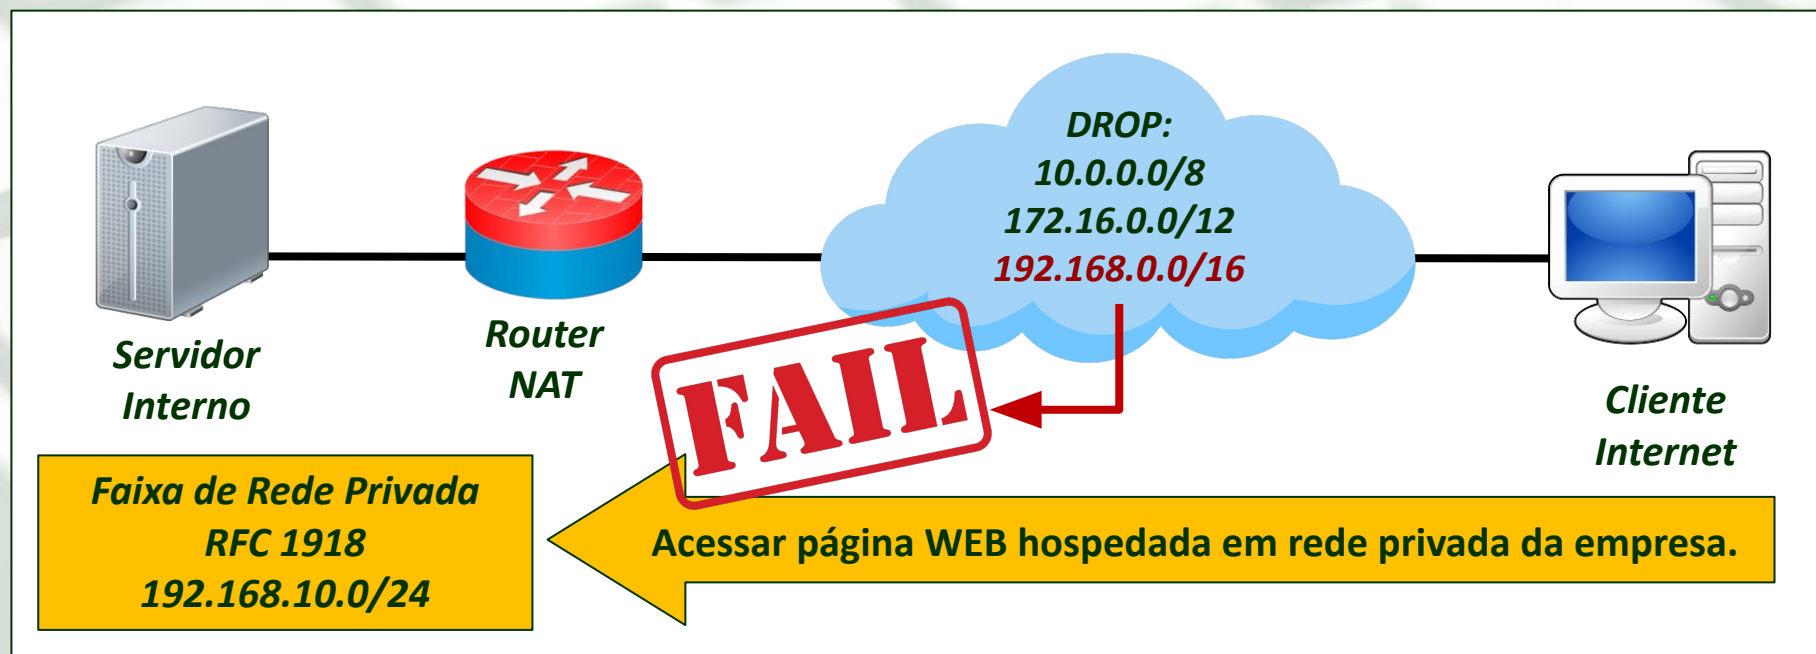 DROP:
10.0.0.0/8
172.16.0.0/12
192.168.0.0/16
Servidor
Interno
Router
NAT
FAIL
Cliente
Internet
Faixa de Rede Privada
RFC 1918
192.168.10.0/24
Acessar página WEB hospedada em rede privada da empresa.